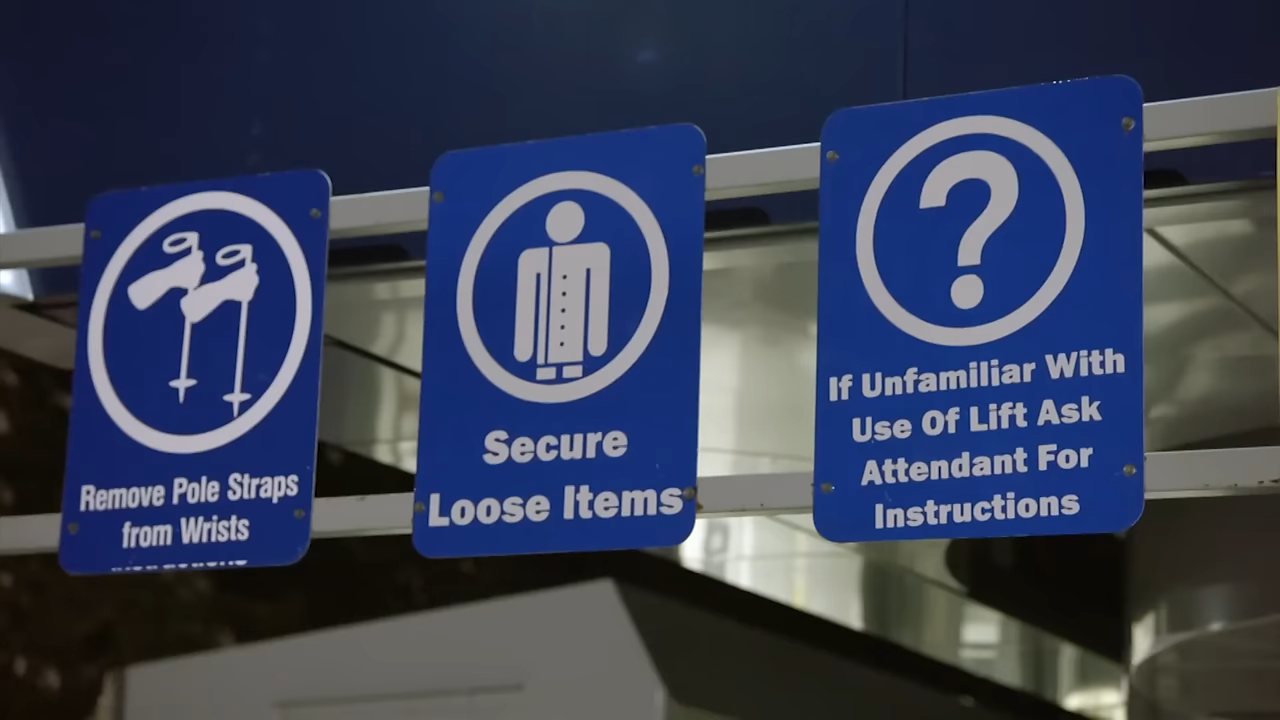 Remove Pole Straps
from Wrists
Secure
Loose Items
?
If Unfamiliar With
Use Of Lift Ask
Attendant For
Instructions